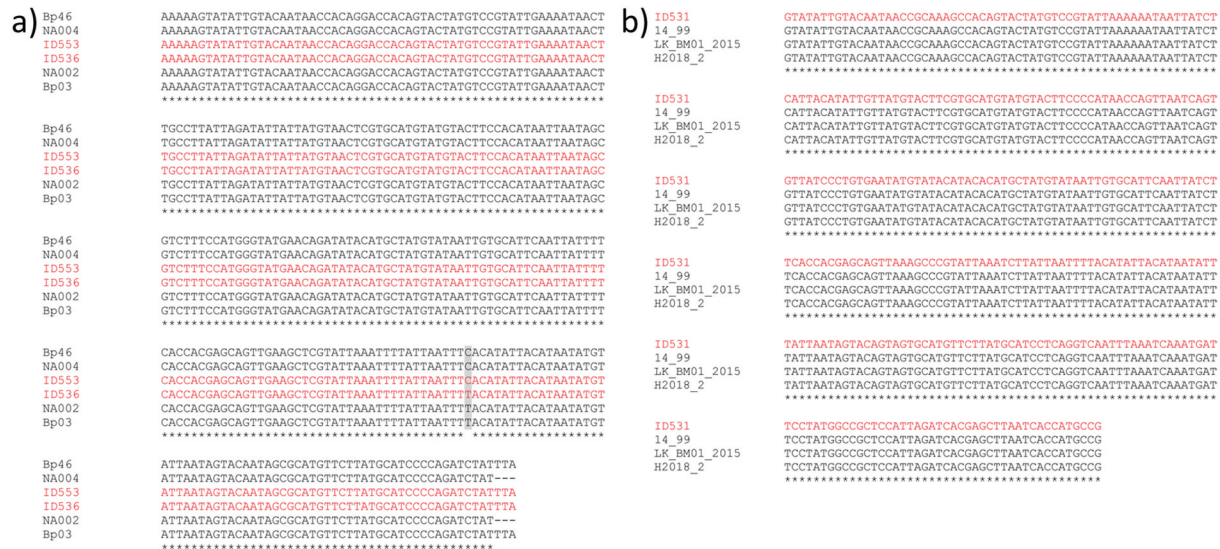 a)
Bp46 AAAAAGTATATTGTACAATAACCACAGGACCACAGTACTATGTCCGTATTGAAAATAACT
NA004 AAAAAGTATATTGTACAATAACCACAGGACCACAGTACTATGTCCGTATTGAAAATAACT
ID553 AAAAAGTATATTGTACAATAACCACAGGACCACAGTACTATGTCCGTATTGAAAATAACT
ID536 AAAAAGTATATTGTACAATAACCACAGGACCACAGTACTATGTCCGTATTGAAAATAACT
NA002 AAAAAGTATATTGTACAATAACCACAGGACCACAGTACTATGTCCGTATTGAAAATAACT
Bp03 AAAAAGTATATTGTACAATAACCACAGGACCACAGTACTATGTCCGTATTGAAAATAACT
************************************************************
Bp46 TGCCTTATTAGATATTATTATGTAACTCGTGCATGTATGTACTTCCACATAATTAATAGC
NA004 TGCCTTATTAGATATTATTATGTAACTCGTGCATGTATGTACTTCCACATAATTAATAGC
ID553 TGCCTTATTAGATATTATTATGTAACTCGTGCATGTATGTACTTCCACATAATTAATAGC
ID536 TGCCTTATTAGATATTATTATGTAACTCGTGCATGTATGTACTTCCACATAATTAATAGC
NA002 TGCCTTATTAGATATTATTATGTAACTCGTGCATGTATGTACTTCCACATAATTAATAGC
Bp03 TGCCTTATTAGATATTATTATGTAACTCGTGCATGTATGTACTTCCACATAATTAATAGC
************************************************************
Bp46 GTCTTTCCATGGGTATGAACAGATATACATGCTATGTATAATTGTGCATTCAATTATTTT
NA004 GTCTTTCCATGGGTATGAACAGATATACATGCTATGTATAATTGTGCATTCAATTATTTT
ID553 GTCTTTCCATGGGTATGAACAGATATACATGCTATGTATAATTGTGCATTCAATTATTTT
ID536 GTCTTTCCATGGGTATGAACAGATATACATGCTATGTATAATTGTGCATTCAATTATTTT
NA002 GTCTTTCCATGGGTATGAACAGATATACATGCTATGTATAATTGTGCATTCAATTATTTT
Bp03 GTCTTTCCATGGGTATGAACAGATATACATGCTATGTATAATTGTGCATTCAATTATTTT
************************************************************
Bp46 CACCACGAGCAGTTGAAGCTCGTATTAAATTTTATTAATTTCACATATTACATAATATGT
NA004 CACCACGAGCAGTTGAAGCTCGTATTAAATTTTATTAATTTCACATATTACATAATATGT
ID553 CACCACGAGCAGTTGAAGCTCGTATTAAATTTTATTAATTTCACATATTACATAATATGT
ID536 CACCACGAGCAGTTGAAGCTCGTATTAAATTTTATTAATTTTACATATTACATAATATGT
NA002 CACCACGAGCAGTTGAAGCTCGTATTAAATTTTATTAATTTTACATATTACATAATATGT
Bp03 CACCACGAGCAGTTGAAGCTCGTATTAAATTTTATTAATTTTACATATTACATAATATGT
***************************************** ******************
Bp46 ATTAATAGTACAATAGCGCATGTTCTTATGCATCCCCAGATCTATTTA
NA004 ATTAATAGTACAATAGCGCATGTTCTTATGCATCCCCAGATCTAT---
ID553 ATTAATAGTACAATAGCGCATGTTCTTATGCATCCCCAGATCTATTTA
ID536 ATTAATAGTACAATAGCGCATGTTCTTATGCATCCCCAGATCTATTTA
NA002 ATTAATAGTACAATAGCGCATGTTCTTATGCATCCCCAGATCTAT---
Bp03 ATTAATAGTACAATAGCGCATGTTCTTATGCATCCCCAGATCTATTTA
*********************************************
b)
ID531 GTATATTGTACAATAACCGCAAAGCCACAGTACTATGTCCGTATTAAAAAATAATTATCT
14_99 GTATATTGTACAATAACCGCAAAGCCACAGTACTATGTCCGTATTAAAAAATAATTATCT
LK_BM01_2015 GTATATTGTACAATAACCGCAAAGCCACAGTACTATGTCCGTATTAAAAAATAATTATCT
H2018_2 GTATATTGTACAATAACCGCAAAGCCACAGTACTATGTCCGTATTAAAAAATAATTATCT
************************************************************
ID531 CATTACATATTGTTATGTACTTCGTGCATGTATGTACTTCCCCATAACCAGTTAATCAGT
14_99 CATTACATATTGTTATGTACTTCGTGCATGTATGTACTTCCCCATAACCAGTTAATCAGT
LK_BM01_2015 CATTACATATTGTTATGTACTTCGTGCATGTATGTACTTCCCCATAACCAGTTAATCAGT
H2018_2 CATTACATATTGTTATGTACTTCGTGCATGTATGTACTTCCCCATAACCAGTTAATCAGT
************************************************************
ID531 GTTATCCCTGTGAATATGTATACATACACATGCTATGTATAATTGTGCATTCAATTATCT
14_99 GTTATCCCTGTGAATATGTATACATACACATGCTATGTATAATTGTGCATTCAATTATCT
LK_BM01_2015 GTTATCCCTGTGAATATGTATACATACACATGCTATGTATAATTGTGCATTCAATTATCT
H2018_2 GTTATCCCTGTGAATATGTATACATACACATGCTATGTATAATTGTGCATTCAATTATCT
************************************************************
ID531 TCACCACGAGCAGTTAAAGCCCGTATTAAATCTTATTAATTTTACATATTACATAATATT
14_99 TCACCACGAGCAGTTAAAGCCCGTATTAAATCTTATTAATTTTACATATTACATAATATT
LK_BM01_2015 TCACCACGAGCAGTTAAAGCCCGTATTAAATCTTATTAATTTTACATATTACATAATATT
H2018_2 TCACCACGAGCAGTTAAAGCCCGTATTAAATCTTATTAATTTTACATATTACATAATATT
************************************************************
ID531 TATTAATAGTACAGTAGTGCATGTTCTTATGCATCCTCAGGTCAATTTAAATCAAATGAT
14_99 TATTAATAGTACAGTAGTGCATGTTCTTATGCATCCTCAGGTCAATTTAAATCAAATGAT
LK_BM01_2015 TATTAATAGTACAGTAGTGCATGTTCTTATGCATCCTCAGGTCAATTTAAATCAAATGAT
H2018_2 TATTAATAGTACAGTAGTGCATGTTCTTATGCATCCTCAGGTCAATTTAAATCAAATGAT
************************************************************
ID531 TCCTATGGCCGCTCCATTAGATCACGAGCTTAATCACCATGCCG
14_99 TCCTATGGCCGCTCCATTAGATCACGAGCTTAATCACCATGCCG
LK_BM01_2015 TCCTATGGCCGCTCCATTAGATCACGAGCTTAATCACCATGCCG
H2018_2 TCCTATGGCCGCTCCATTAGATCACGAGCTTAATCACCATGCCG
********************************************